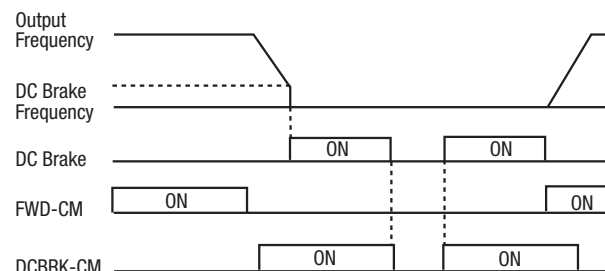 Output
Frequency
DC Brake
Frequency
DC Brake
ON
ON
FWD-CM
ON
ON
DCBRK-CM
ON
ON